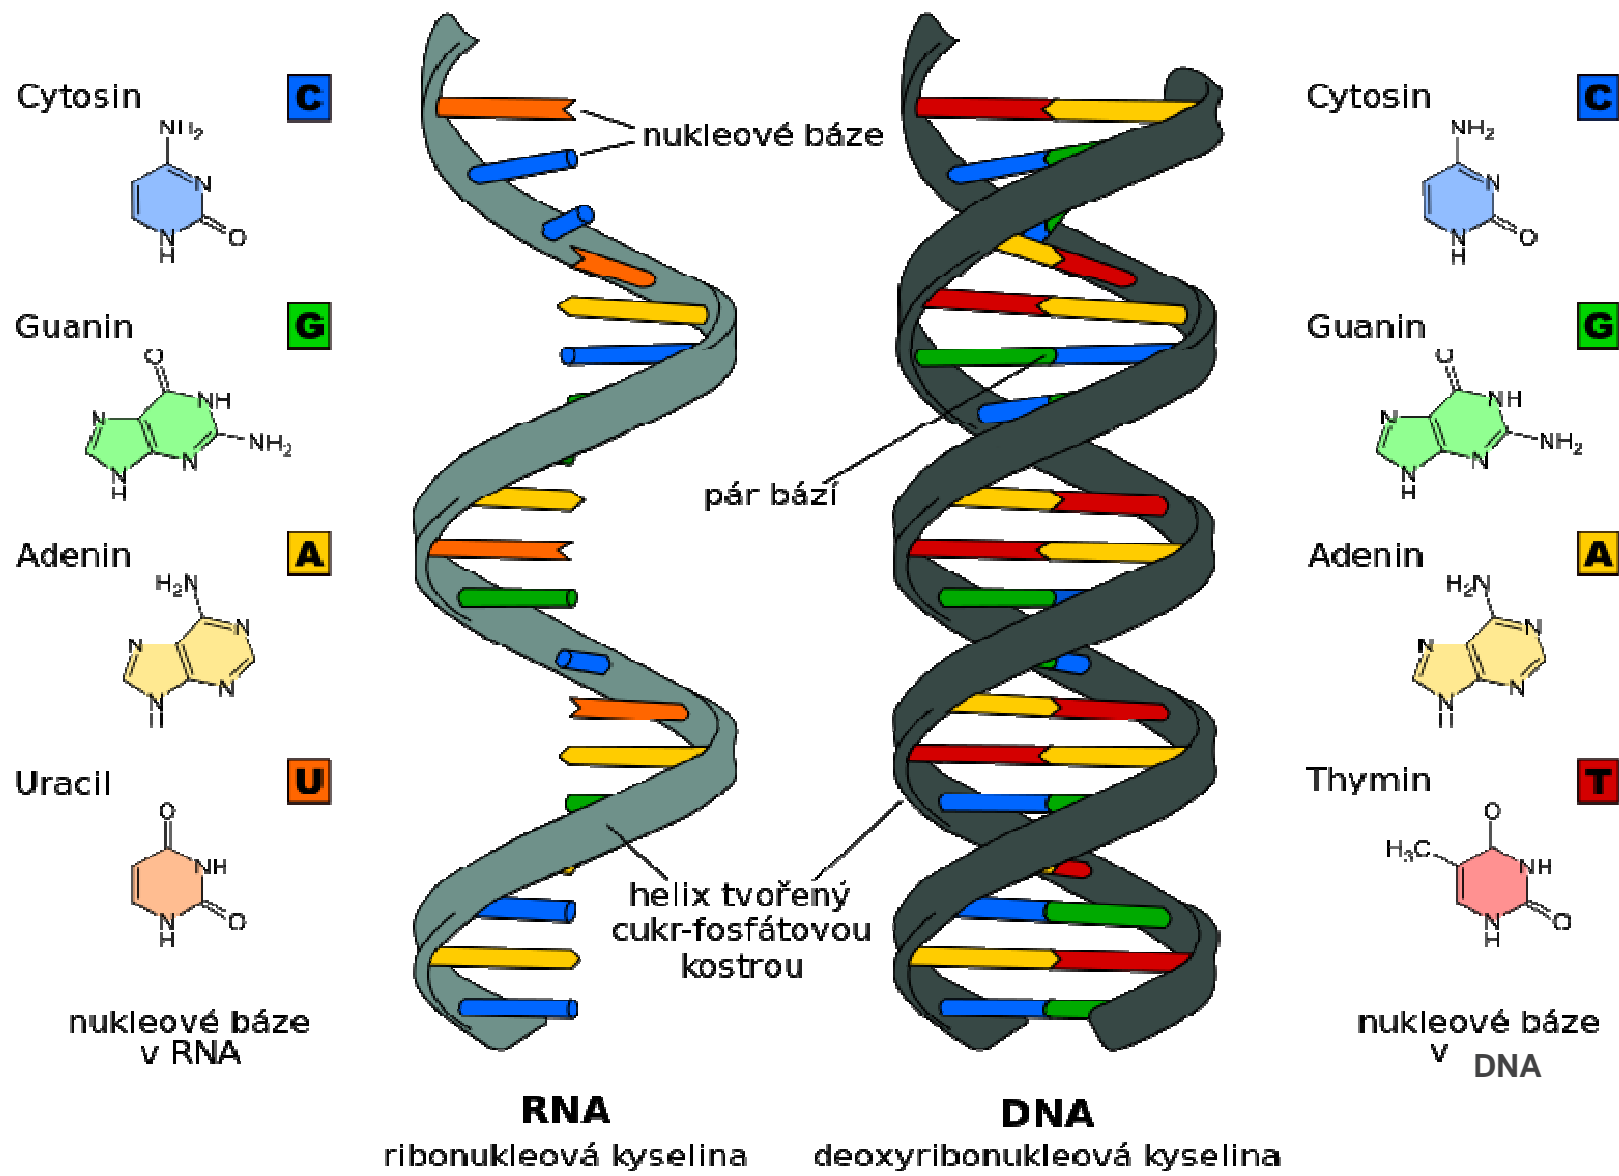 Cytosin
C
NH2
N
O
N
H
Guanin
G
O
N
NH
N
NH2
N
H
Adenin
A
H2N
N
N
N
N
H
Uracil
U
O
NH
O
N
H
nukleové báze
v RNA
nukleové báze
pár bází
helix tvořený
cukr-fosfátovou
kostrou
RNA
ribonukleová kyselina
DNA
deoxyribonukleová kyselina
Cytosin
C
NH2
N
O
N
H
Guanin
G
O
N
NH
N
NH2
N
H
Adenin
A
H2N
N
N
N
N
H
Thymin
T
O
H3C
NH
O
N
H
nukleové báze
v DNA